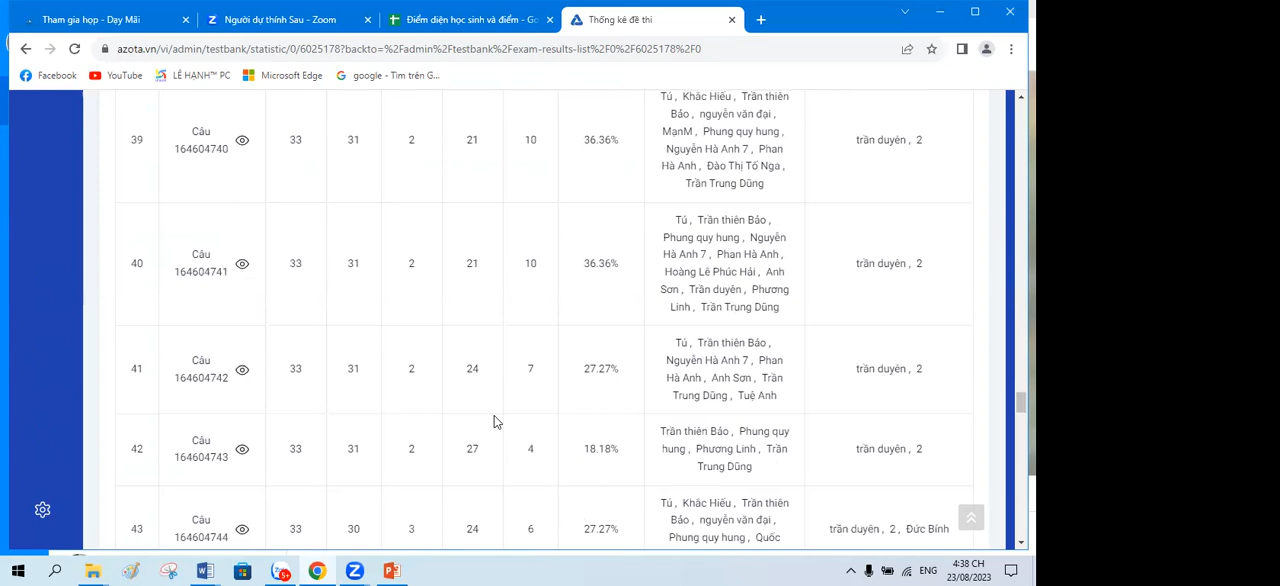 Tham gia họp - Dạy Mãi
Người dự thính Sau - Zoom
Điểm diện học sinh và điểm - Go
Thống kê đề thi
azota.vn/vi/admin/testbank/statistic/0/6025178?backto=%2Fadmin%2Ftestbank%2Fexam-results-list%2F0%2F6025178%2F0
Facebook
YouTube
LÊ HẠNH™ PC
Microsoft Edge
google - Tìm trên G...
39
Câu
164604740
33
31
2
21
10
36.36%
Tú , Khắc Hiếu , Trần thiên
Bảo , nguyễn văn đại ,
MạnM , Phung quy hung ,
Nguyễn Hà Anh 7 , Phan
Hà Anh , Đào Thị Tố Nga ,
Trần Trung Dũng
trần duyên , 2
40
Câu
164604741
33
31
2
21
10
36.36%
Tú , Trần thiên Bảo ,
Phung quy hung , Nguyễn
Hà Anh 7 , Phan Hà Anh ,
Hoàng Lê Phúc Hải , Anh
Sơn , Trần duyên , Phương
Linh , Trần Trung Dũng
trần duyên , 2
41
Câu
164604742
33
31
2
24
7
27.27%
Tú , Trần thiên Bảo ,
Nguyễn Hà Anh 7 , Phan
Hà Anh , Anh Sơn , Trần
Trung Dũng , Tuệ Anh
trần duyên , 2
42
Câu
164604743
33
31
2
27
4
18.18%
Trần thiên Bảo , Phung quy
hung , Phương Linh , Trần
Trung Dũng
trần duyên , 2
43
Câu
164604744
33
30
3
24
6
27.27%
Tú , Khắc Hiếu , Trần thiên
Bảo , nguyễn văn đại ,
Phung quy hung , Quốc
trần duyên , 2 , Đức Bính
5+
ENG
4:38 CH
23/08/2023